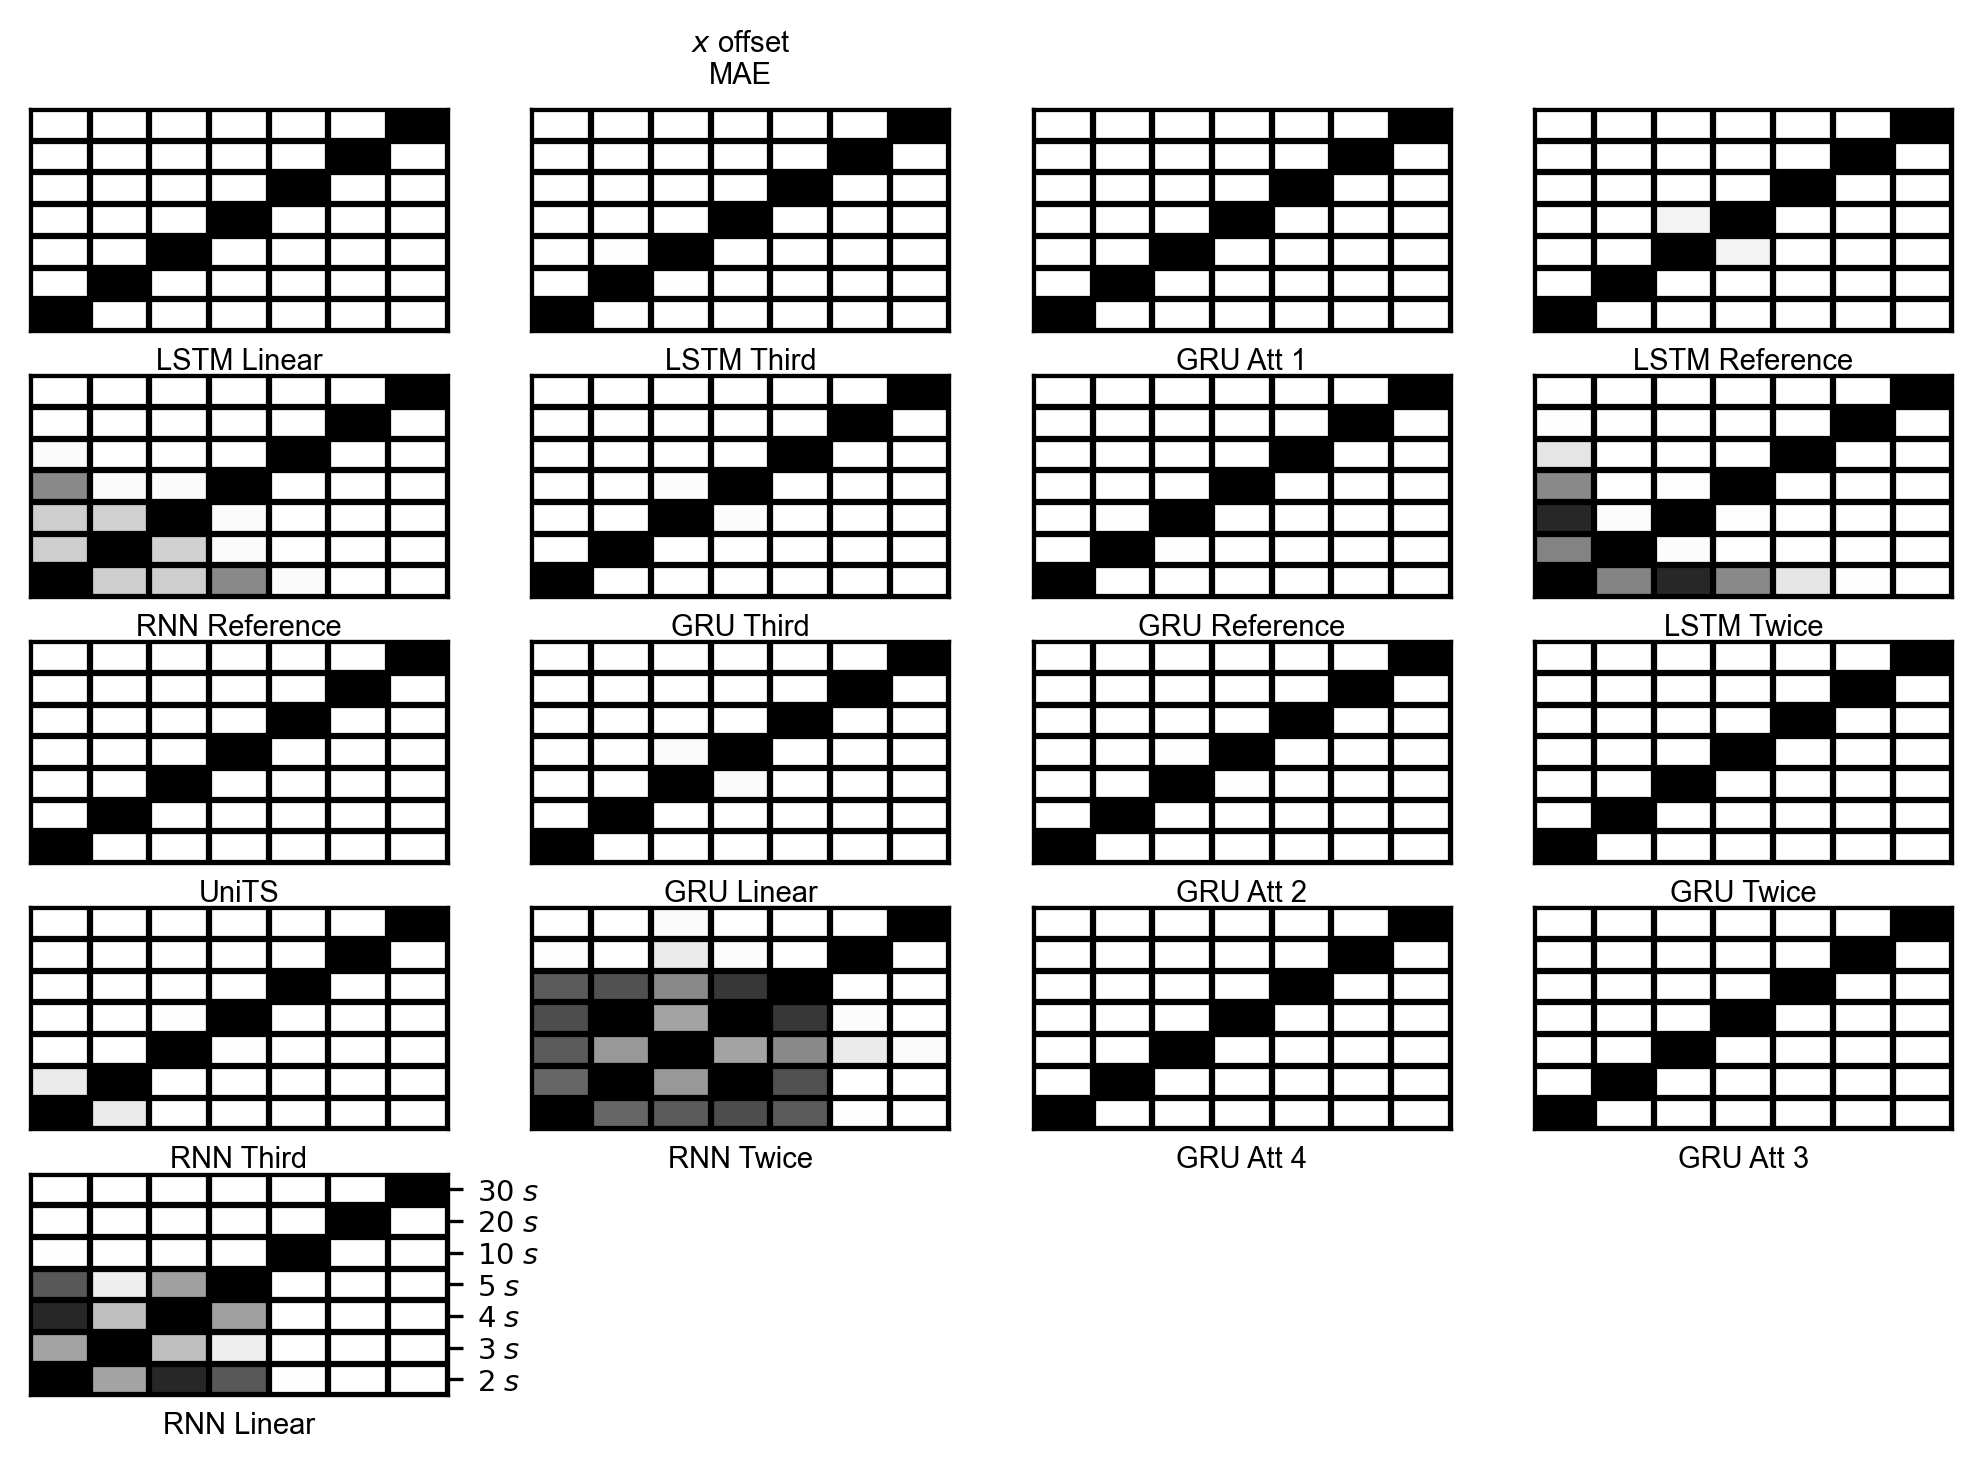 x offset
MAE
LSTM Linear
LSTM Third
GRU Att 1
LSTM Reference
RNN Reference
GRU Third
GRU Reference
LSTM Twice
UniTS
GRU Linear
GRU Att 2
GRU Twice
RNN Third
RNN Twice
GRU Att 4
GRU Att 3
30 s
20 s
10 s
5 s
4 s
3 s
2 s
RNN Linear